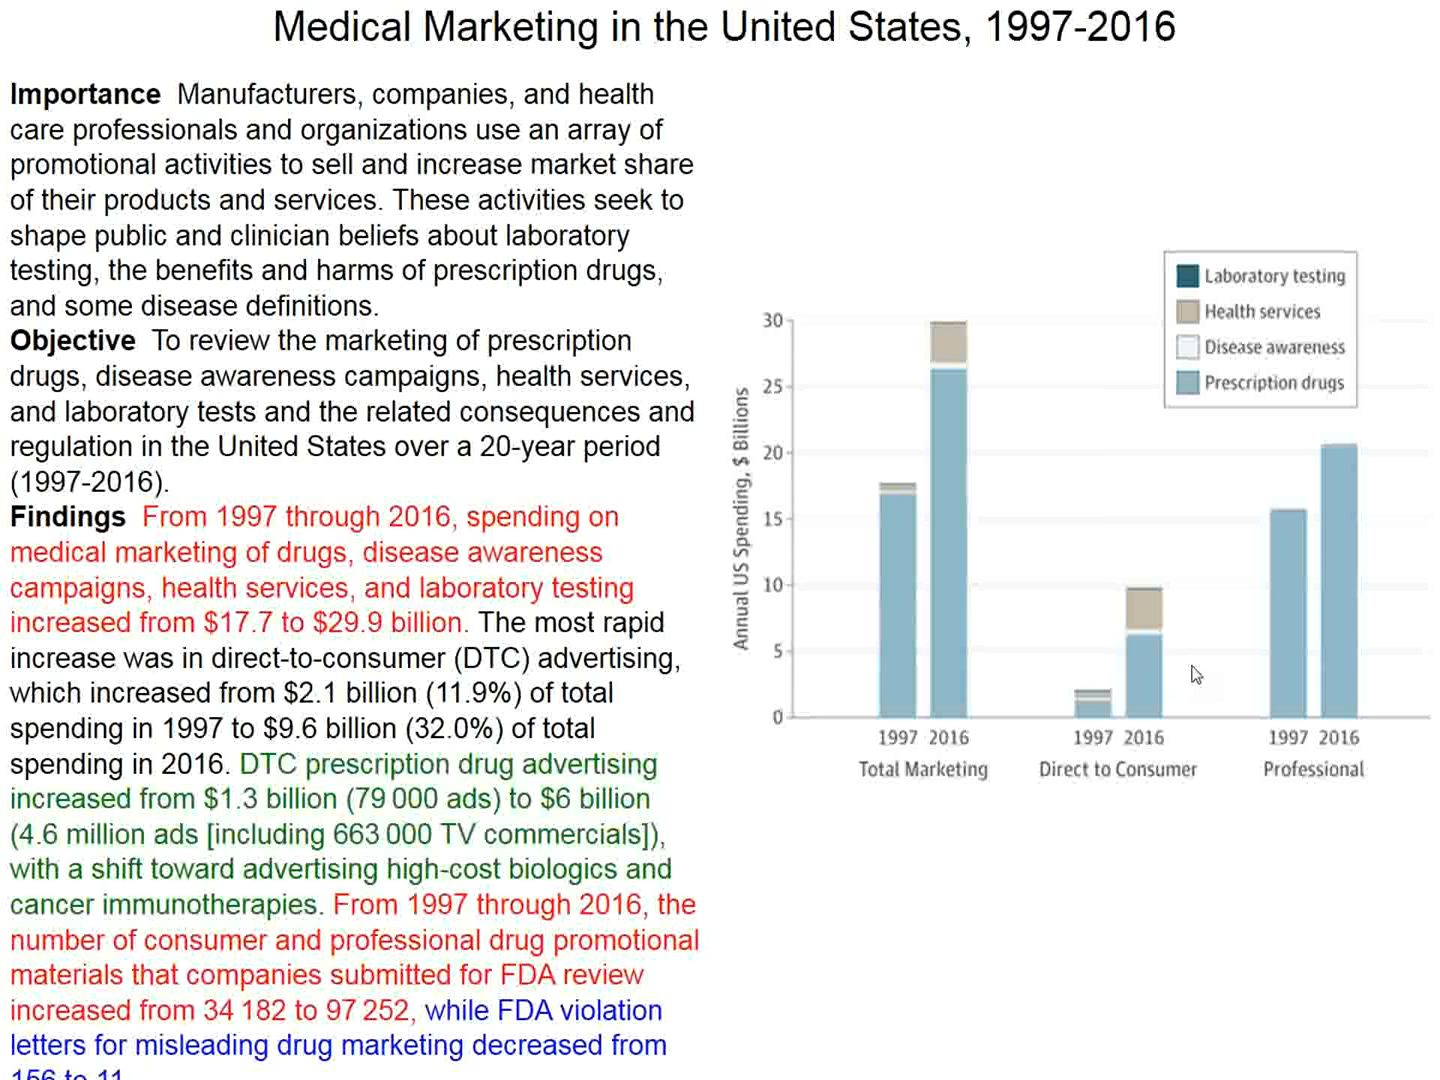 Medical Marketing in the United States, 1997-2016
Importance Manufacturers, companies, and health
care professionals and organizations use an array of
promotional activities to sell and increase market share
of their products and services. These activities seek to
shape public and clinician beliefs about laboratory
testing, the benefits and harms of prescription drugs,
and some disease definitions.
Objective To review the marketing of prescription
drugs, disease awareness campaigns, health services,
and laboratory tests and the related consequences and
regulation in the United States over a 20-year period
(1997-2016).
Findings From 1997 through 2016, spending on
medical marketing of drugs, disease awareness
campaigns, health services, and laboratory testing
increased from $17.7 to $29.9 billion. The most rapid
increase was in direct-to-consumer (DTC) advertising,
which increased from $2.1 billion (11.9%) of total
spending in 1997 to $9.6 billion (32.0%) of total
spending in 2016. DTC prescription drug advertising
increased from $1.3 billion (79 000 ads) to $6 billion
(4.6 million ads [including 663 000 TV commercials]),
with a shift toward advertising high-cost biologics and
cancer immunotherapies. From 1997 through 2016, the
number of consumer and professional drug promotional
materials that companies submitted for FDA review
increased from 34 182 to 97 252, while FDA violation
letters for misleading drug marketing decreased from
156 to 11
Laboratory testing
Health services
Disease awareness
Prescription drugs
Annual US Spending, $ Billions
30
25
20
15
10
5
0
1997 2016 1997 2016 1997 2016
Total Marketing Direct to Consumer Professional